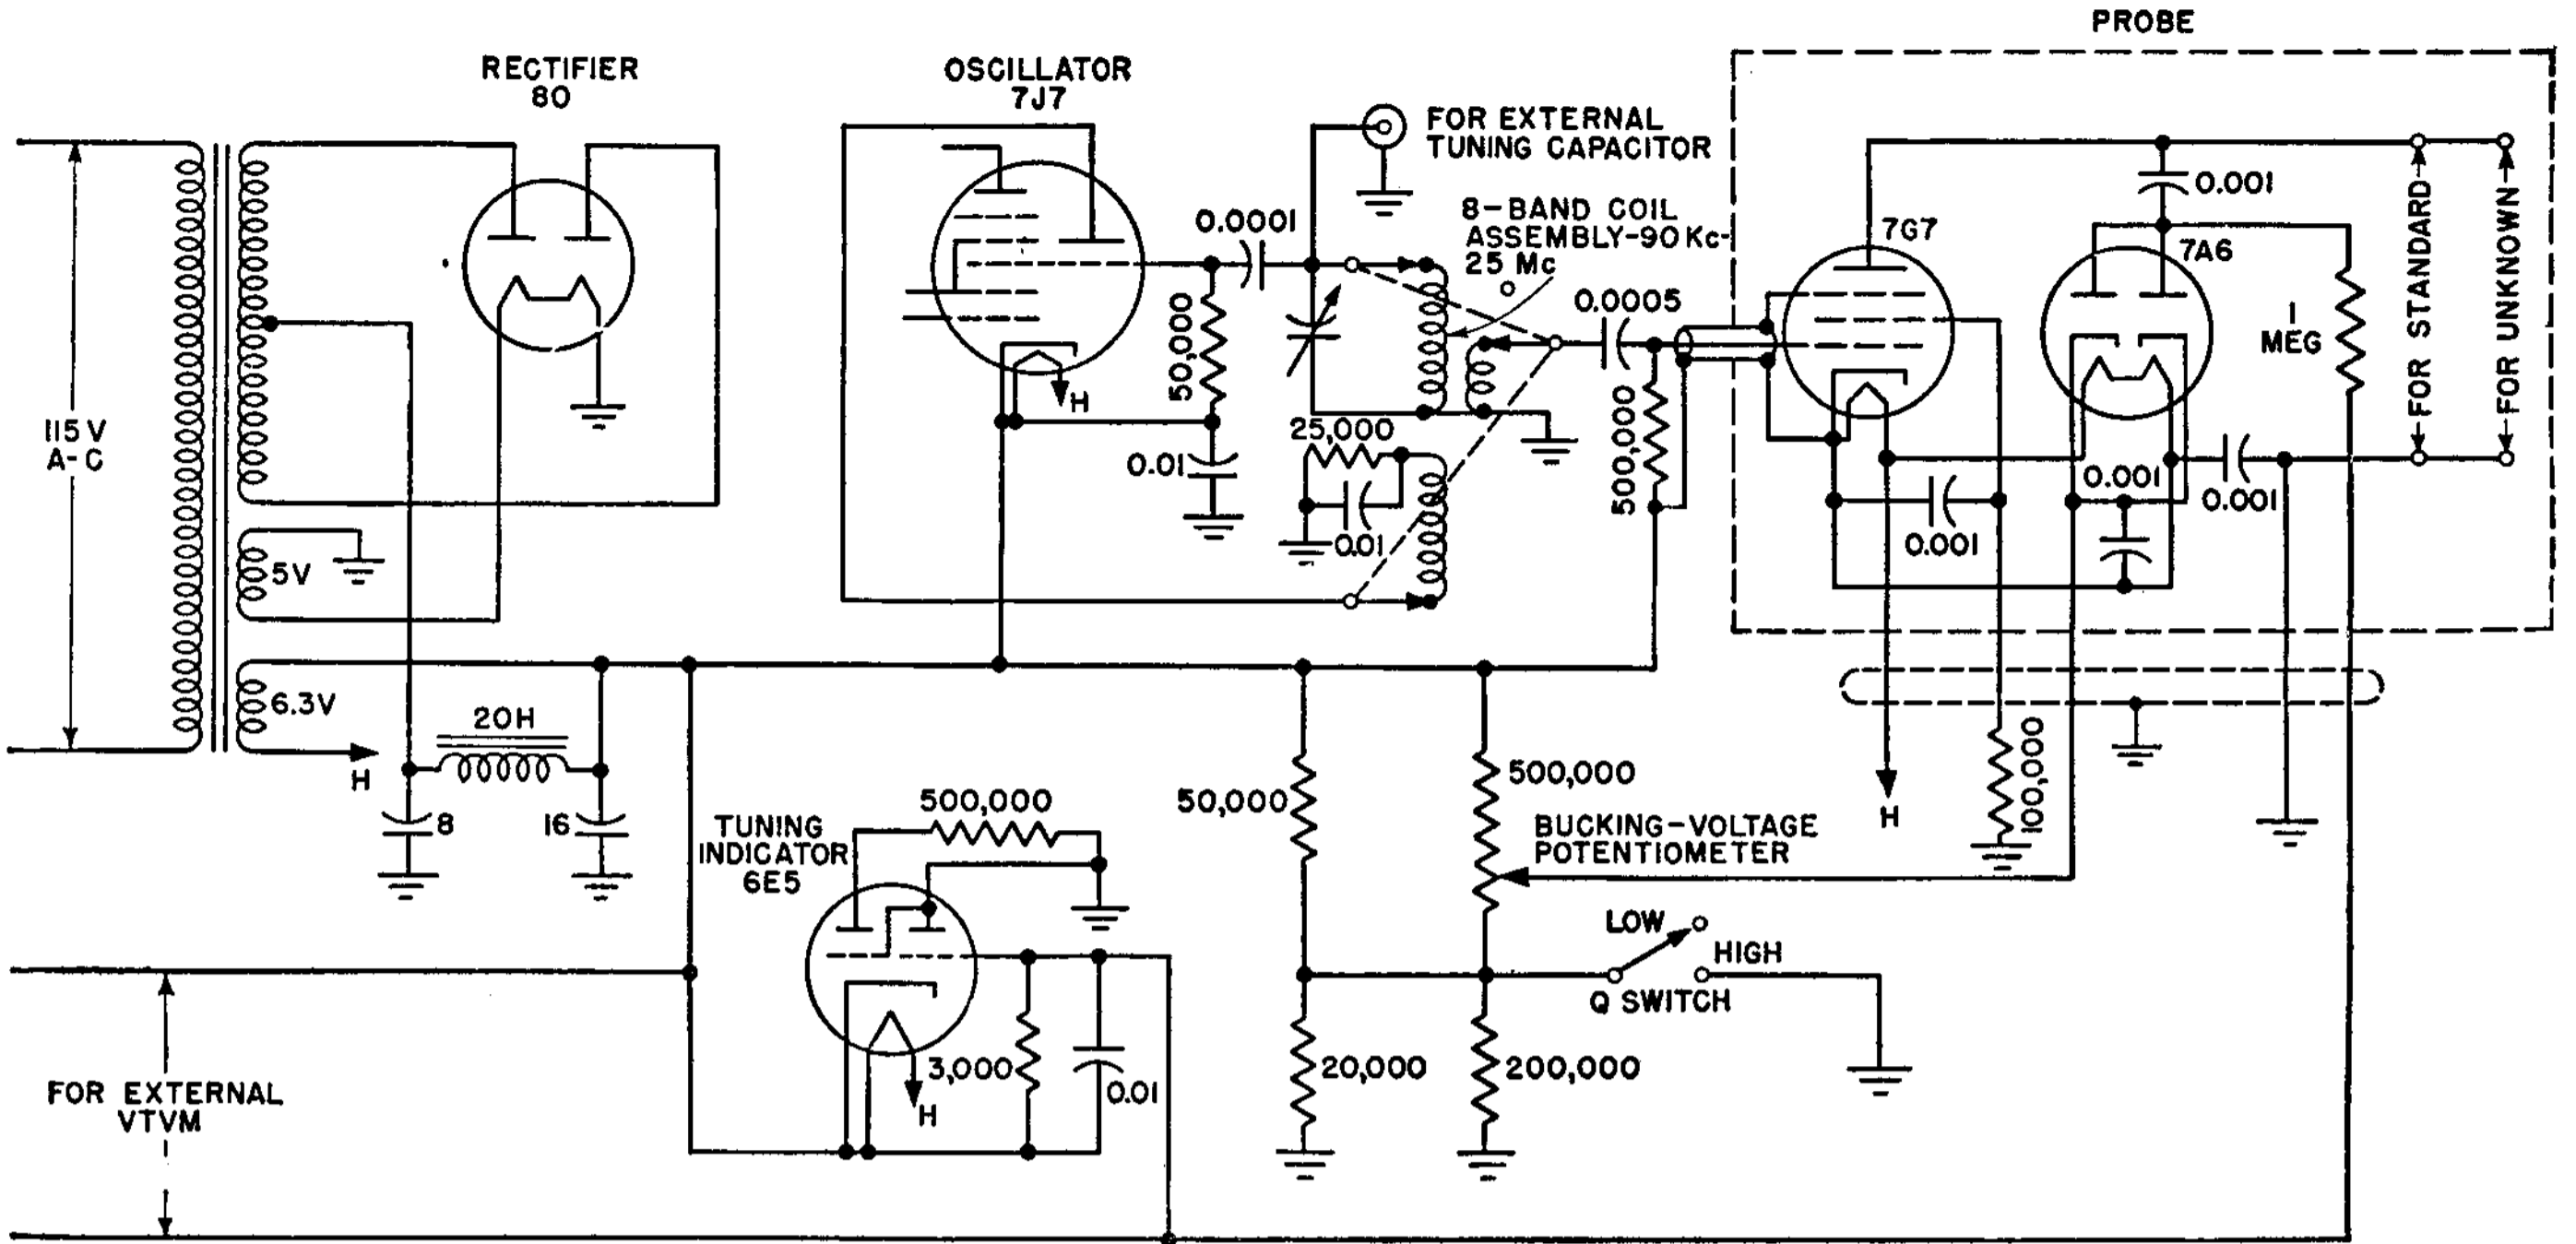 PROBE
RECTIFIER
80
OSCILLATOR
7J7
FOR EXTERNAL
TUNING CAPACITOR
8-BAND COIL
ASSEMBLY-90 Kc-
25 Mc
0.0001
50,000
H
0.01
25,000
0.01
0.0005
500,000
7G7
0.001
7A6
1
MEG
FOR STANDARD
FOR UNKNOWN
0.001
0.001
0.001
115 V
A-C
5V
6.3V
H
20H
8
16
TUNING
INDICATOR
6E5
500,000
3,000
H
0.01
50,000
500,000
BUCKING-VOLTAGE
POTENTIOMETER
H
100,000
LOW
HIGH
Q SWITCH
20,000
200,000
FOR EXTERNAL
VTVM